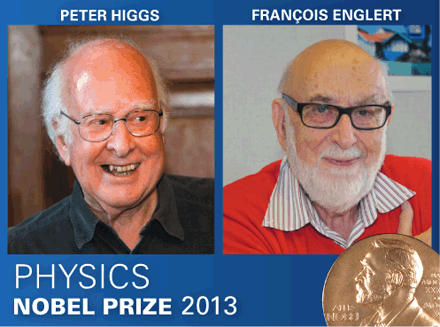 PETER HIGGS
FRANÇOIS ENGLERT
PHYSICS
NOBEL PRIZE 2013